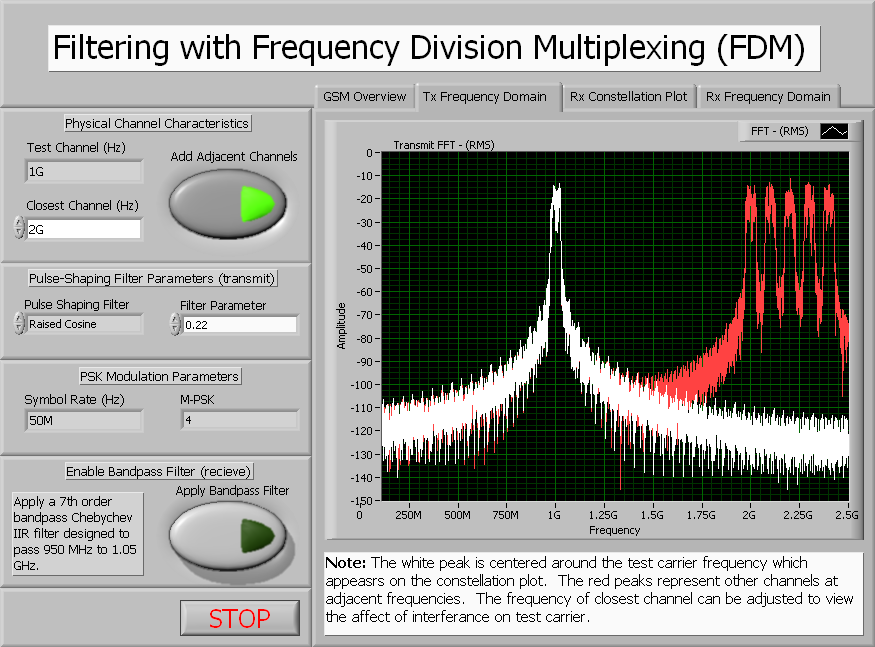 Filtering with Frequency Division Multiplexing (FDM)
GSM Overview
Tx Frequency Domain
Rx Constellation Plot
Rx Frequency Domain
Physical Channel Characteristics
Test Channel (Hz)
1G
Add Adjacent Channels
Closest Channel (Hz)
2G
Pulse-Shaping Filter Parameters (transmit)
Pulse Shaping Filter
Raised Cosine
Filter Parameter
0.22
PSK Modulation Parameters
Symbol Rate (Hz)
50M
M-PSK
4
Enable Bandpass Filter (recieve)
Apply a 7th order
bandpass Chebychev
IIR filter designed to
pass 950 MHz to 1.05
GHz.
Apply Bandpass Filter
STOP
FFT - (RMS)
Transmit FFT - (RMS)
Amplitude
0
-10
-20
-30
-40
-50
-60
-70
-80
-90
-100
-110
-120
-130
-140
-150
0 250M 500M 750M 1G 1.25G 1.5G 1.75G 2G 2.25G 2.5G
Frequency
Note: The white peak is centered around the test carrier frequency which
appeasrs on the constellation plot. The red peaks represent other channels at
adjacent frequencies. The frequency of closest channel can be adjusted to view
the affect of interferance on test carrier.